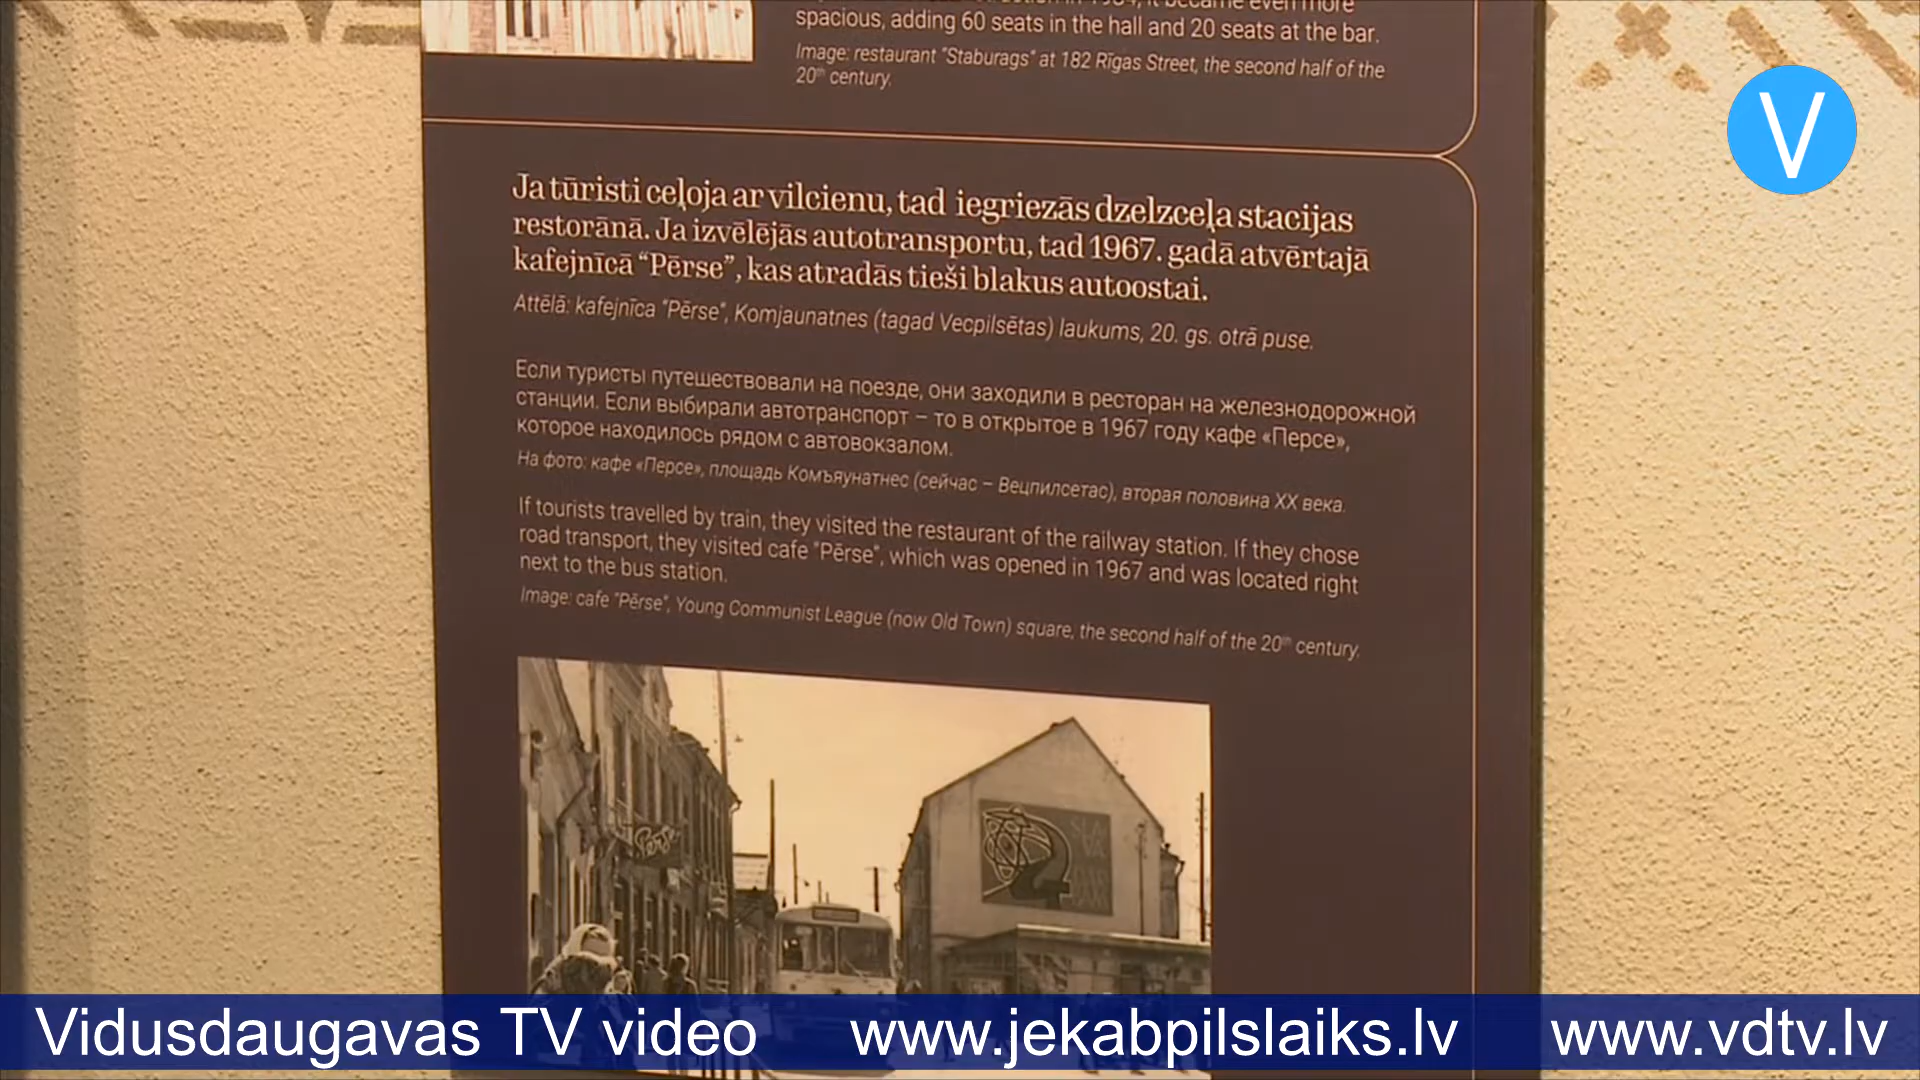 it became even more
spacious, adding 60 seats in the hall and 20 seats at the bar.
Image: restaurant "Staburags" at 182 Rīgas Street, the second half of the
20th century.
V
Ja tūristi ceļoja ar vilcienu, tad iegriezās dzelzceļa stacijas
restorānā. Ja izvēlējās autotransportu, tad 1967. gadā atvērtajā
kafejnīcā “Pērse”, kas atradās tieši blakus autoostai.
Attēlā: kafejnīca "Pērse", Komjaunatnes (tagad Vecpilsētas) laukums, 20. gs. otrā puse.
Если туристы путешествовали на поезде, они заходили в ресторан на железнодорожной
станции. Если выбирали автотранспорт – то в открытое в 1967 году кафе «Персе»,
которое находилось рядом с автовокзалом.
На фото: кафе «Персе», площадь Комъяунатнес (сейчас – Вецпилсетас), вторая половина XX века.
If tourists travelled by train, they visited the restaurant of the railway station. If they chose
road transport, they visited cafe "Pērse", which was opened in 1967 and was located right
next to the bus station.
Image: cafe "Pērse", Young Communist League (now Old Town) square, the second half of the 20th century.
Pērse
SLA
VA
Vidusdaugavas TV video www.jekabpilslaiks.lv www.vdtv.lv